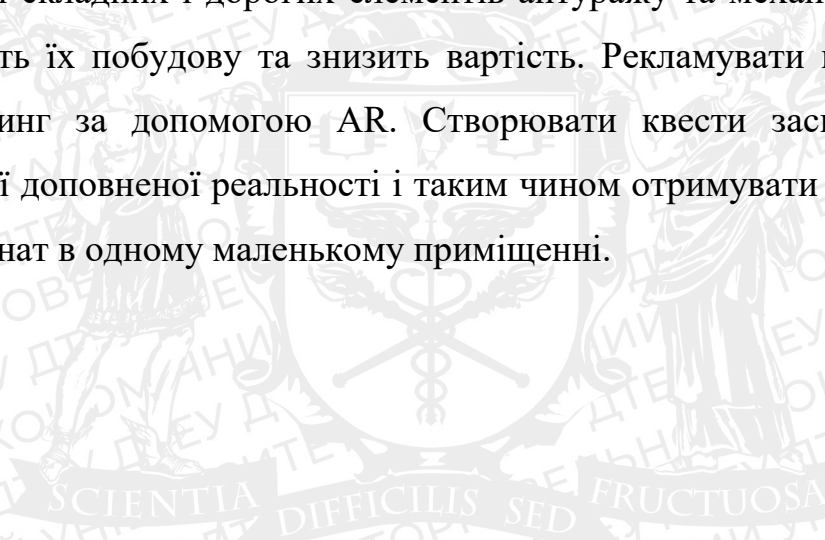 складних і дорогих елементів антуражу та механ
ть їх побудову та знизить вартість. Рекламувати
инг за допомогою AR. Створювати квести зас
ї доповненої реальності і таким чином отримувати
нат в одному маленькому приміщенні.
SCIENTIA DIFFICILIS SED FRUCTUOSA